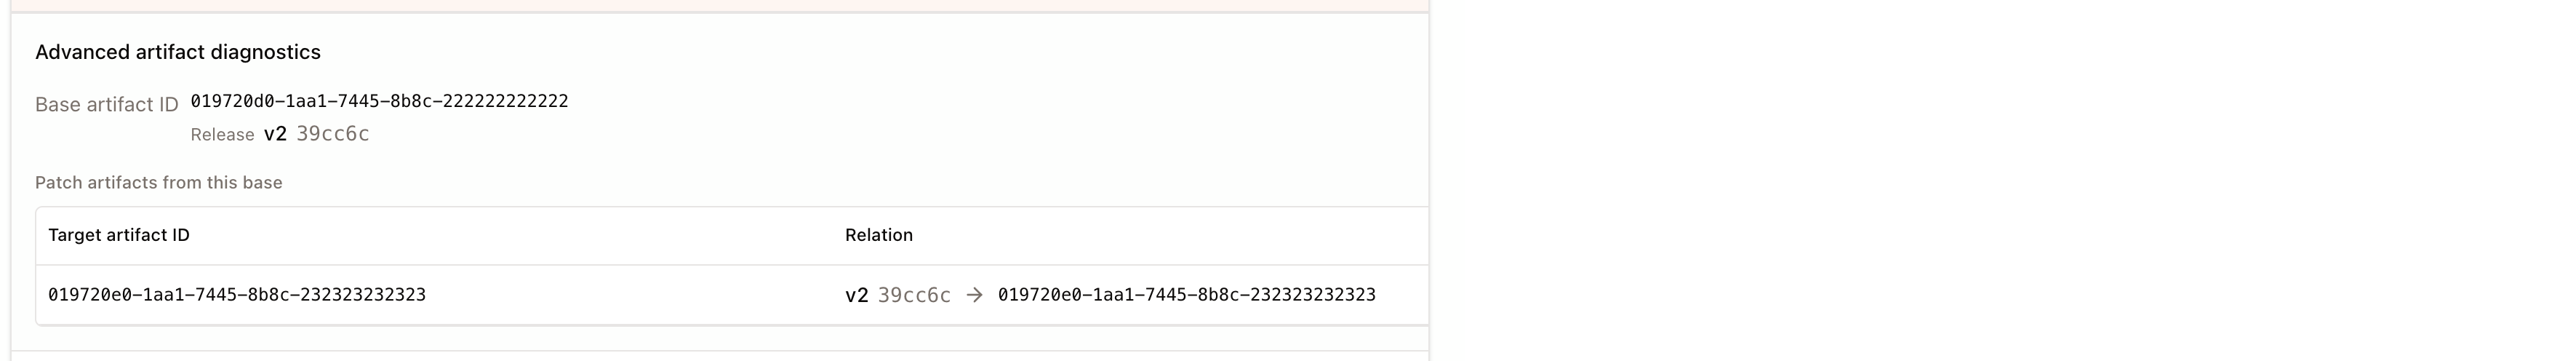 Advanced artifact diagnostics
Base artifact ID 019720d0-1aa1-7445-8b8c-222222222222
Release v2 39cc6c
Patch artifacts from this base
Target artifact ID Relation
019720e0-1aa1-7445-8b8c-232323232323 v2 39cc6c → 019720e0-1aa1-7445-8b8c-232323232323